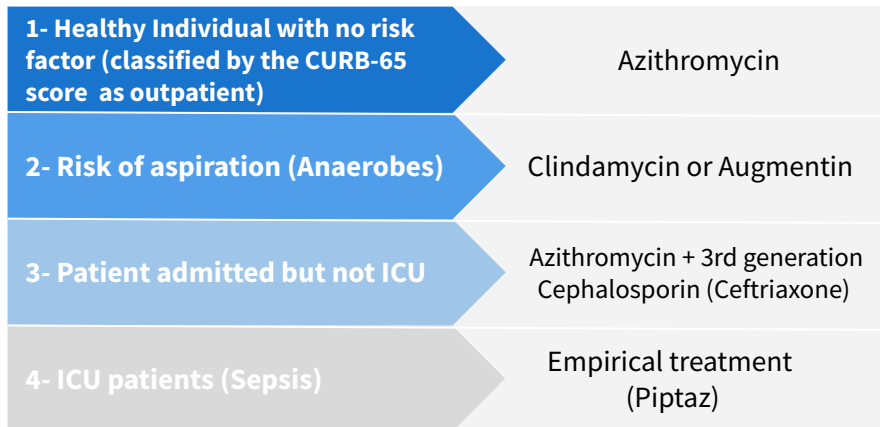 1- Healthy Individual with no risk
factor (classified by the CURB-65
score as outpatient)
Azithromycin
2- Risk of aspiration (Anaerobes)
Clindamycin or Augmentin
3- Patient admitted but not ICU
Azithromycin + 3rd generation
Cephalosporin (Ceftriaxone)
4- ICU patients (Sepsis)
Empirical treatment
(Piptaz)